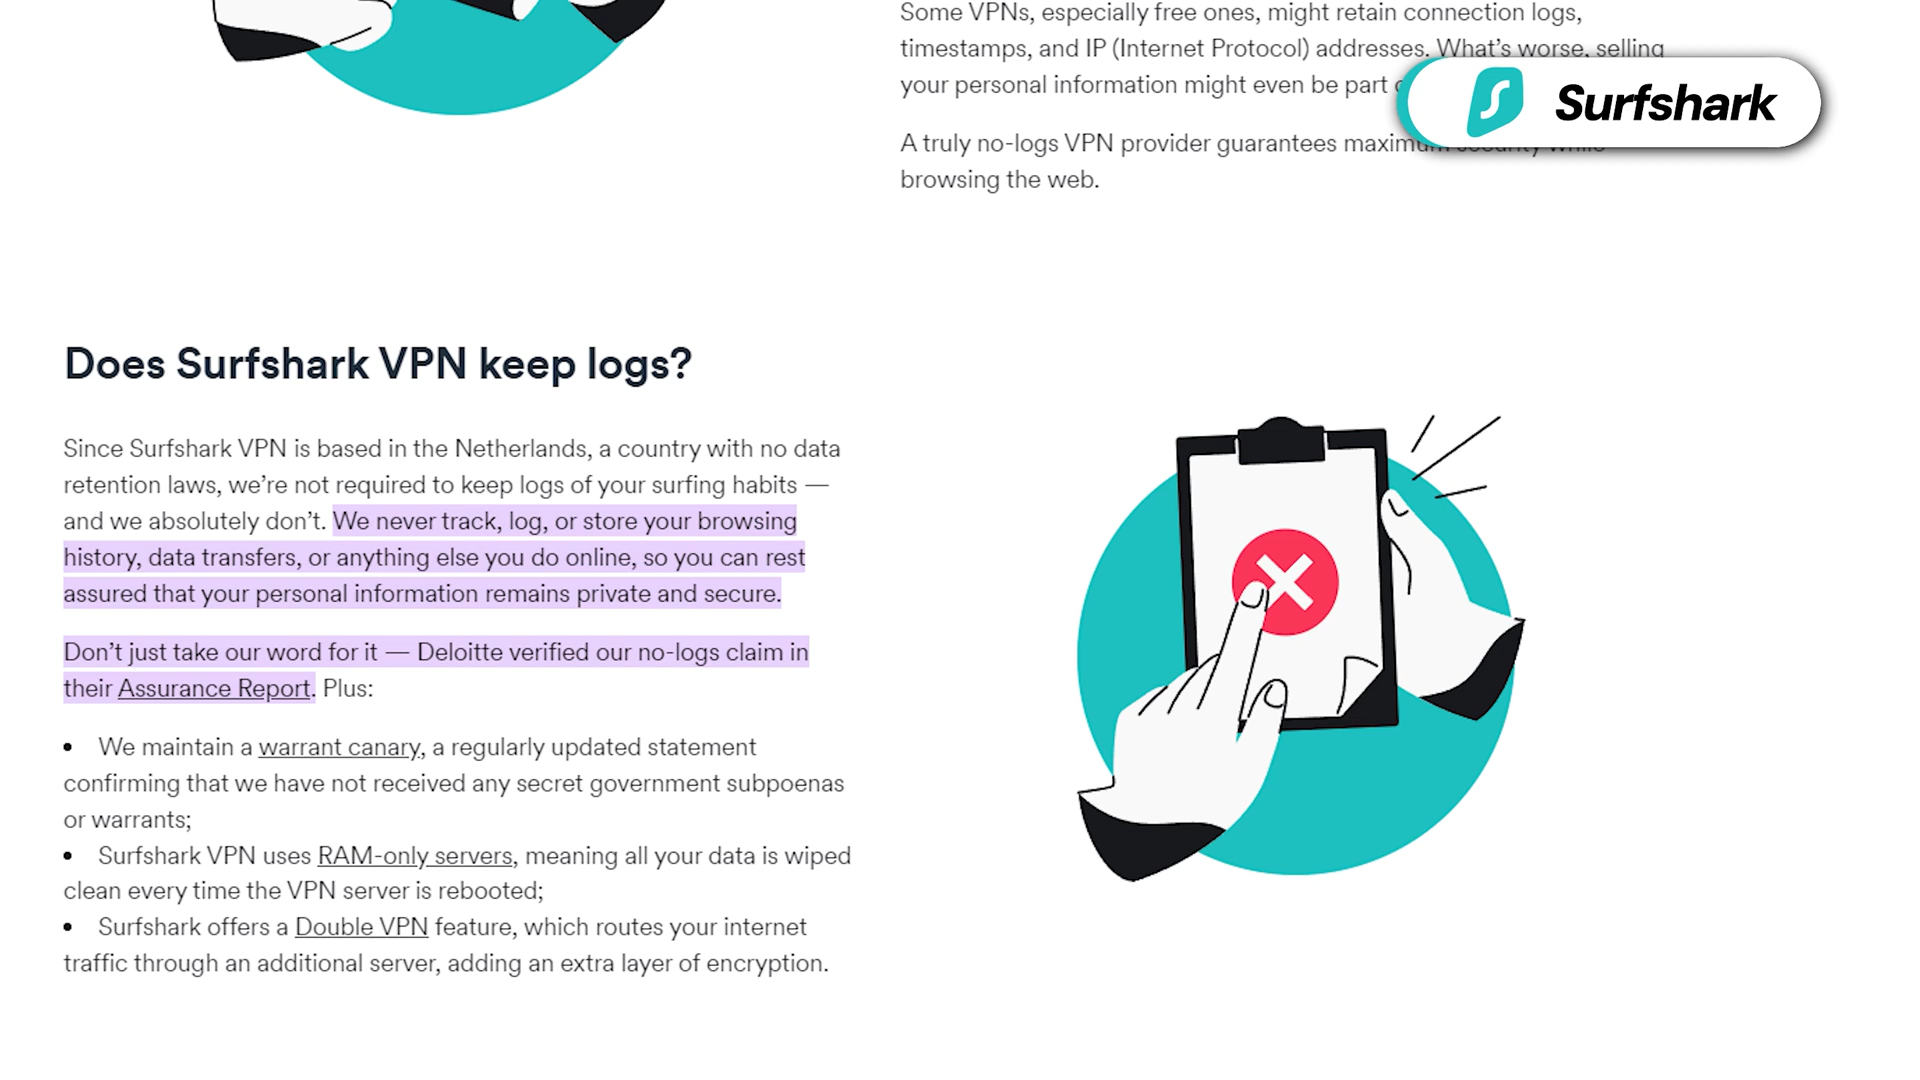 Some VPNs, especially free ones, might retain connection logs,
timestamps, and IP (Internet Protocol) addresses. What's worse, selling
your personal information might even be part
A truly no-logs VPN provider guarantees maximum security while
browsing the web.
Surfshark
Does Surfshark VPN keep logs?
Since Surfshark VPN is based in the Netherlands, a country with no data
retention laws, we're not required to keep logs of your surfing habits —
and we absolutely don't. We never track, log, or store your browsing
history, data transfers, or anything else you do online, so you can rest
assured that your personal information remains private and secure.
Don't just take our word for it — Deloitte verified our no-logs claim in
their Assurance Report. Plus:
• We maintain a warrant canary, a regularly updated statement
confirming that we have not received any secret government subpoenas
or warrants;
• Surfshark VPN uses RAM-only servers, meaning all your data is wiped
clean every time the VPN server is rebooted;
• Surfshark offers a Double VPN feature, which routes your internet
traffic through an additional server, adding an extra layer of encryption.